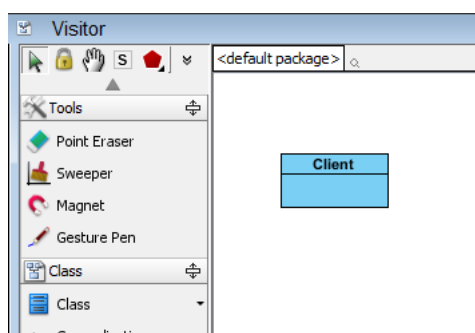 Visitor
S
<default package>
Tools
Point Eraser
Client
Sweeper
Magnet
Gesture Pen
Class
Class